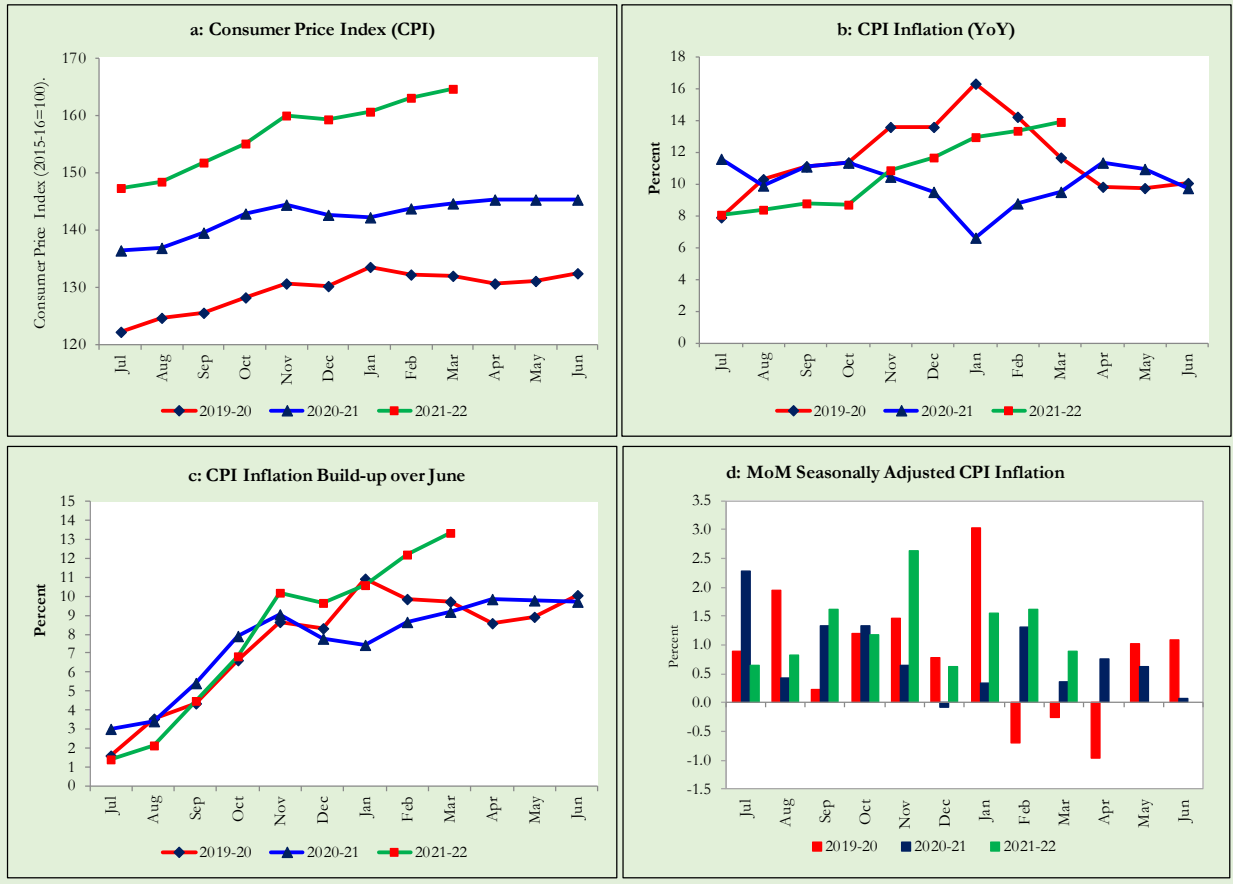 a: Consumer Price Index (CPI)
Consumer Price Index (2015-16=100).
170
160
150
140
130
120
Jul Aug Sep Oct Nov Dec Jan Feb Mar Apr May Jun
2019-20 2020-21 2021-22
b: CPI Inflation (YoY)
Percent
18
16
14
12
10
8
6
4
2
0
Jul Aug Sep Oct Nov Dec Jan Feb Mar Apr May Jun
2019-20 2020-21 2021-22
c: CPI Inflation Build-up over June
Percent
15
14
13
12
11
10
9
8
7
6
5
4
3
2
1
0
Jul Aug Sep Oct Nov Dec Jan Feb Mar Apr May Jun
2019-20 2020-21 2021-22
d: MoM Seasonally Adjusted CPI Inflation
Percent
3.5
3.0
2.5
2.0
1.5
1.0
0.5
0.0
-0.5
-1.0
-1.5
Jul Aug Sep Oct Nov Dec Jan Feb Mar Apr May Jun
2019-20 2020-21 2021-22